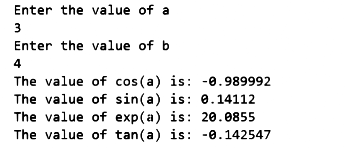 Enter the value of a
3
Enter the value of b
4
The value of cos(a) is: -0.989992
The value of sin(a) is: 0.14112
The value of exp(a) is: 20.0855
The value of tan(a) is: -0.142547